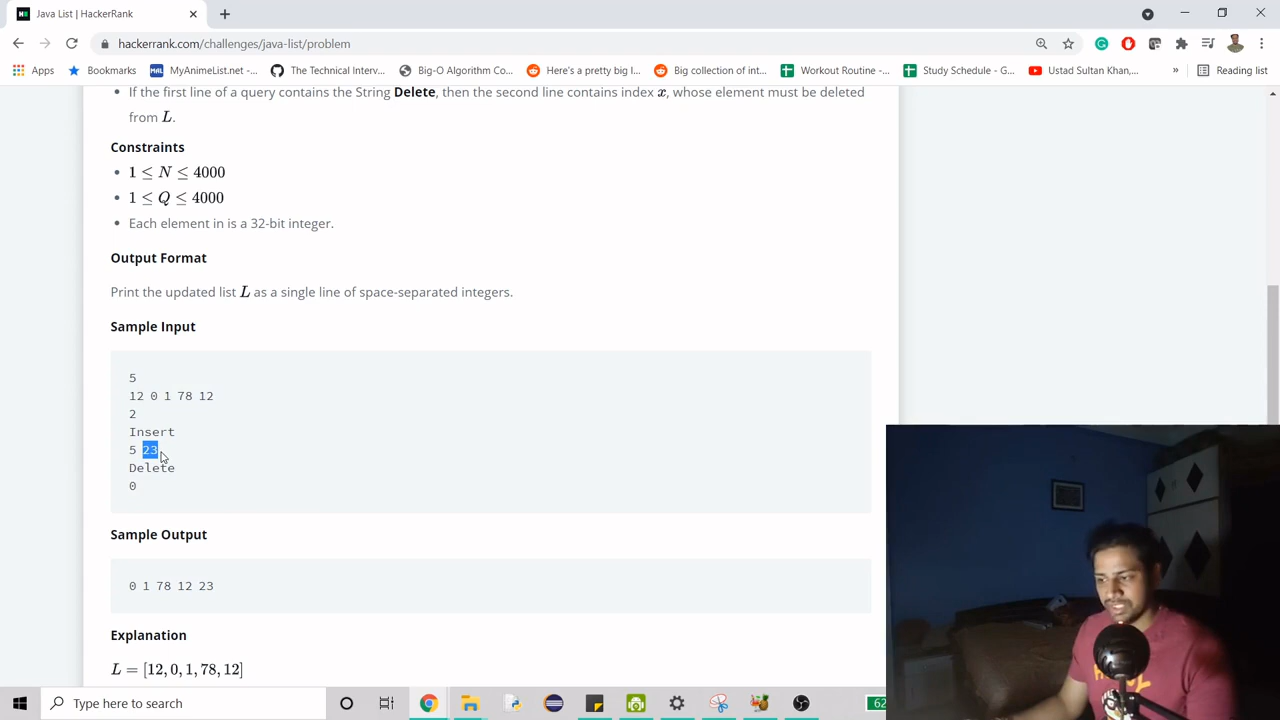 Java List | HackerRank
hackerrank.com/challenges/java-list/problem
Apps Bookmarks MAL MyAnimeList.net -... The Technical Interv... Big-O Algorithm Co... Here's a pretty big l... Big collection of int... Workout Routine -... Study Schedule - G... Ustad Sultan Khan,... » Reading list
• If the first line of a query contains the String Delete, then the second line contains index x, whose element must be deleted
from L.
Constraints
• 1 ≤ N ≤ 4000
• 1 ≤ Q ≤ 4000
• Each element in is a 32-bit integer.
Output Format
Print the updated list L as a single line of space-separated integers.
Sample Input
5
12 0 1 78 12
2
Insert
5 23
Delete
0
Sample Output
0 1 78 12 23
Explanation
L = [12, 0, 1, 78, 12]
Type here to search
62